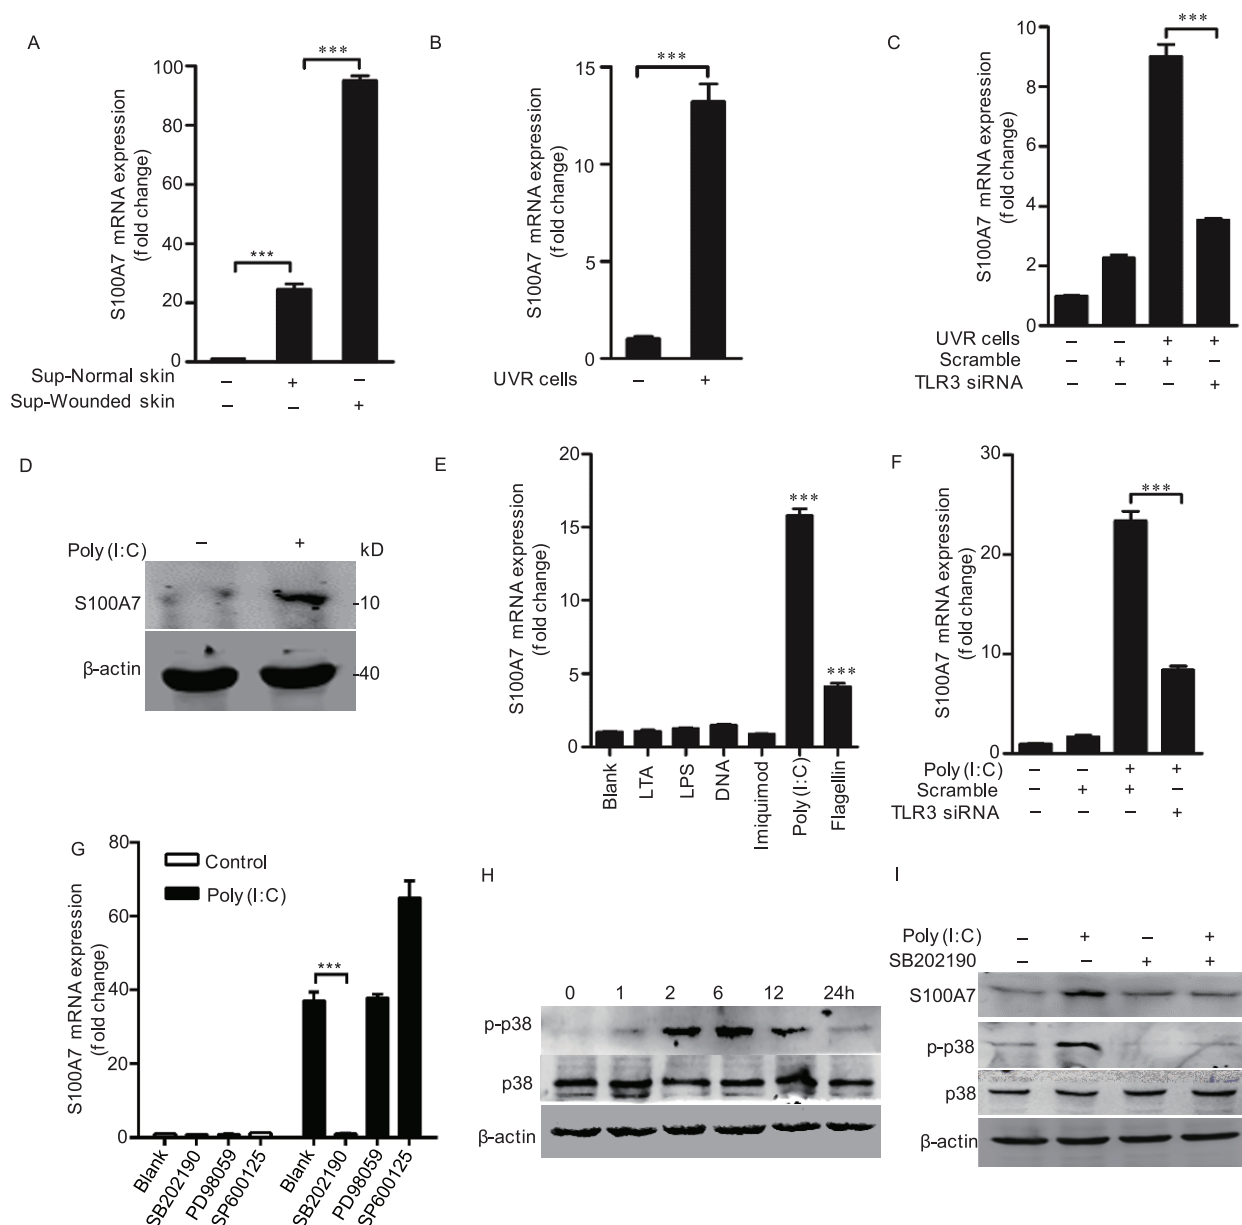 A
S100A7 mRNA expression
(fold change)
100
80
60
40
20
0
***
***
Sup-Normal skin – + –
Sup-Wounded skin – – +
B
S100A7 mRNA expression
(fold change)
15
10
5
0
***
UVR cells – +
C
S100A7 mRNA expression
(fold change)
10
8
6
4
2
0
***
UVR cells – – + +
Scramble – + + –
TLR3 siRNA – – – +
D
Poly (I:C) – + kD
S100A7 -10
β-actin -40
E
S100A7 mRNA expression
(fold change)
20
15
10
5
0
***
***
Blank
LTA
LPS
DNA
Imiquimod
Poly (I:C)
Flagellin
F
S100A7 mRNA expression
(fold change)
30
20
10
0
***
Poly (I:C) – – + +
Scramble – + + –
TLR3 siRNA – – – +
G
S100A7 mRNA expression
(fold change)
80
60
40
20
0
Control
Poly (I:C)
***
Blank
SB202190
PD98059
SP600125
Blank
SB202190
PD98059
SP600125
H
0 1 2 6 12 24h
p-p38
p38
β-actin
I
Poly (I:C) – + – +
SB202190 – – + +
S100A7
p-p38
p38
β-actin